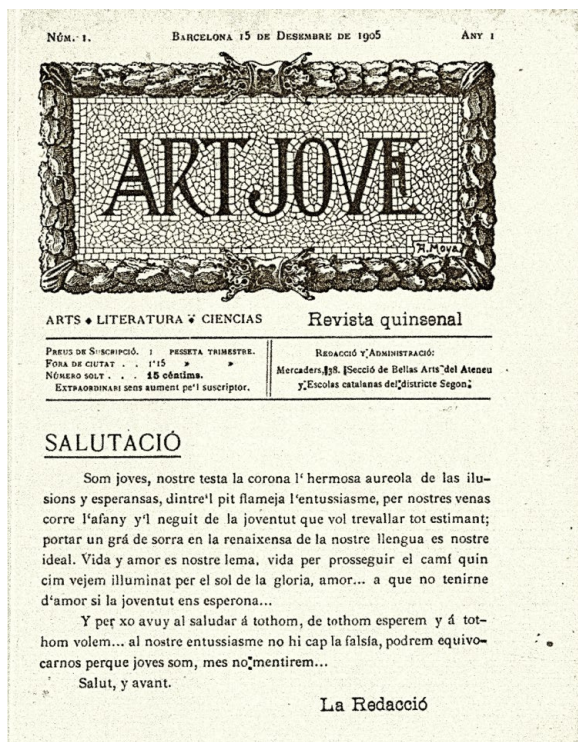 NÚM. 1. BARCELONA 15 DE DESEMBRE DE 1905 ANY 1
ART JOVE
A. Moya
ARTS ♦ LITERATURA Y CIENCIAS Revista quinsenal
PREUS DE SUSCRIPCIÓ. 1 PESSETA TRIMESTRE.
FORA DE CIUTAT . . 1'15 » »
NÚMERO SOLT . . . 15 cèntims.
EXTRAORDINARI sens aument pe'l suscriptor.
REDACCIÓ Y ADMINISTRACIÓ:
Mercaders, 38. Secció de Bellas Arts del Ateneu
y Escolas catalanas del districte Segon.
SALUTACIÓ
Som joves, nostre testa la corona l' hermosa aureola de las ilu-
sions y esperansas, dintre'l pit flameja l'entussiasme, per nostres venas
corre l'afany y'l neguit de la joventut que vol trevallar tot estimant;
portar un grá de sorra en la renaixensa de la nostre llengua es nostre
ideal. Vida y amor es nostre lema, vida per prosseguir el camí quin
cim vejem illuminat per el sol de la gloria, amor... a que no tenirne
d'amor si la joventut ens esperona...
Y per xo avuy al saludar á tothom, de tothom esperem y á tot-
hom volem... al nostre entussiasme no hi cap la falsía, podrem equivo-
carnos perque joves som, mes no mentirem...
Salut, y avant.
La Redacció